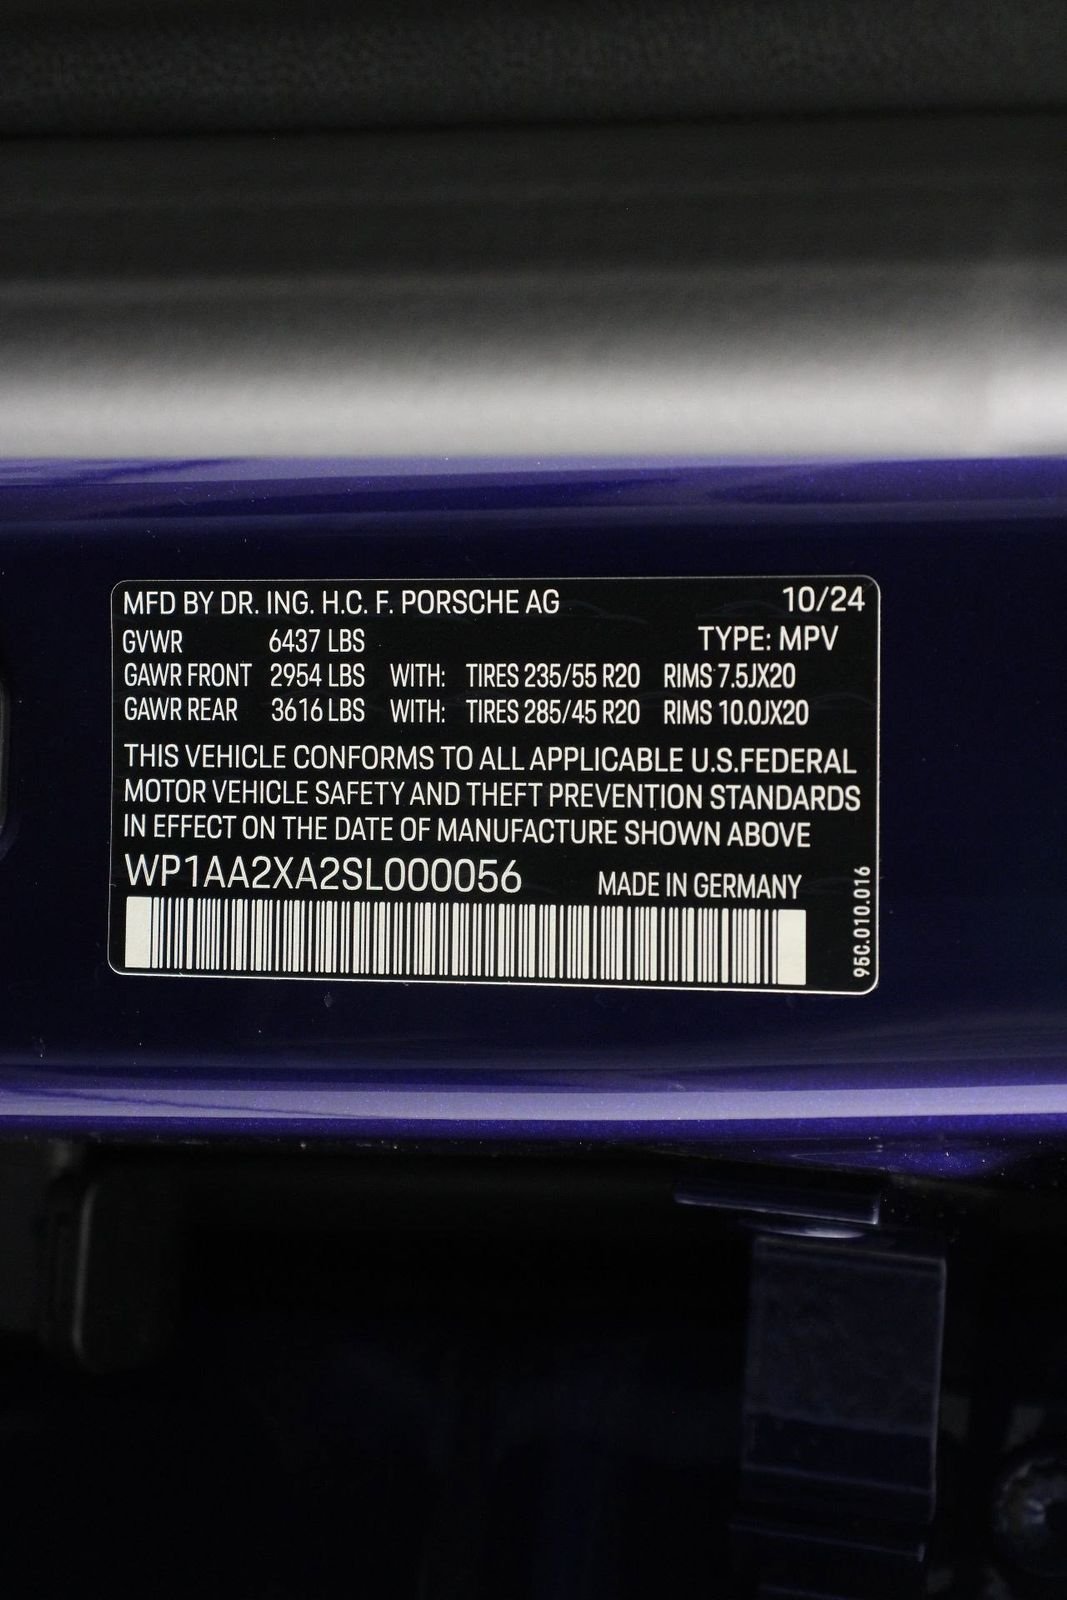 MFD BY DR. ING. H.C. F. PORSCHE AG 10/24
GVWR 6437 LBS TYPE: MPV
GAWR FRONT 2954 LBS WITH: TIRES 235/55 R20 RIMS 7.5JX20
GAWR REAR 3616 LBS WITH: TIRES 285/45 R20 RIMS 10.0JX20
THIS VEHICLE CONFORMS TO ALL APPLICABLE U.S.FEDERAL
MOTOR VEHICLE SAFETY AND THEFT PREVENTION STANDARDS
IN EFFECT ON THE DATE OF MANUFACTURE SHOWN ABOVE
WP1AA2XA2SL000056 MADE IN GERMANY
95C.010.016